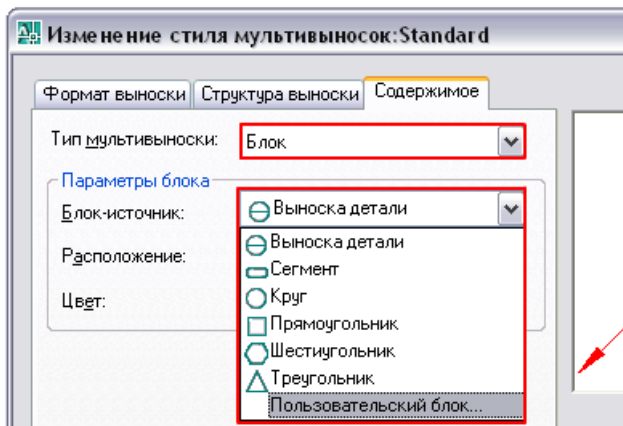 Изменение стиля мультивыносок:Standard
Формат выноски Структура выноски Содержимое
Тип мультивыноски: Блок
Параметры блока
Блок-источник: Выноска детали
Выноска детали
Расположение: Сегмент
Цвет: Круг
Прямоугольник
Шестиугольник
Треугольник
Пользовательский блок...